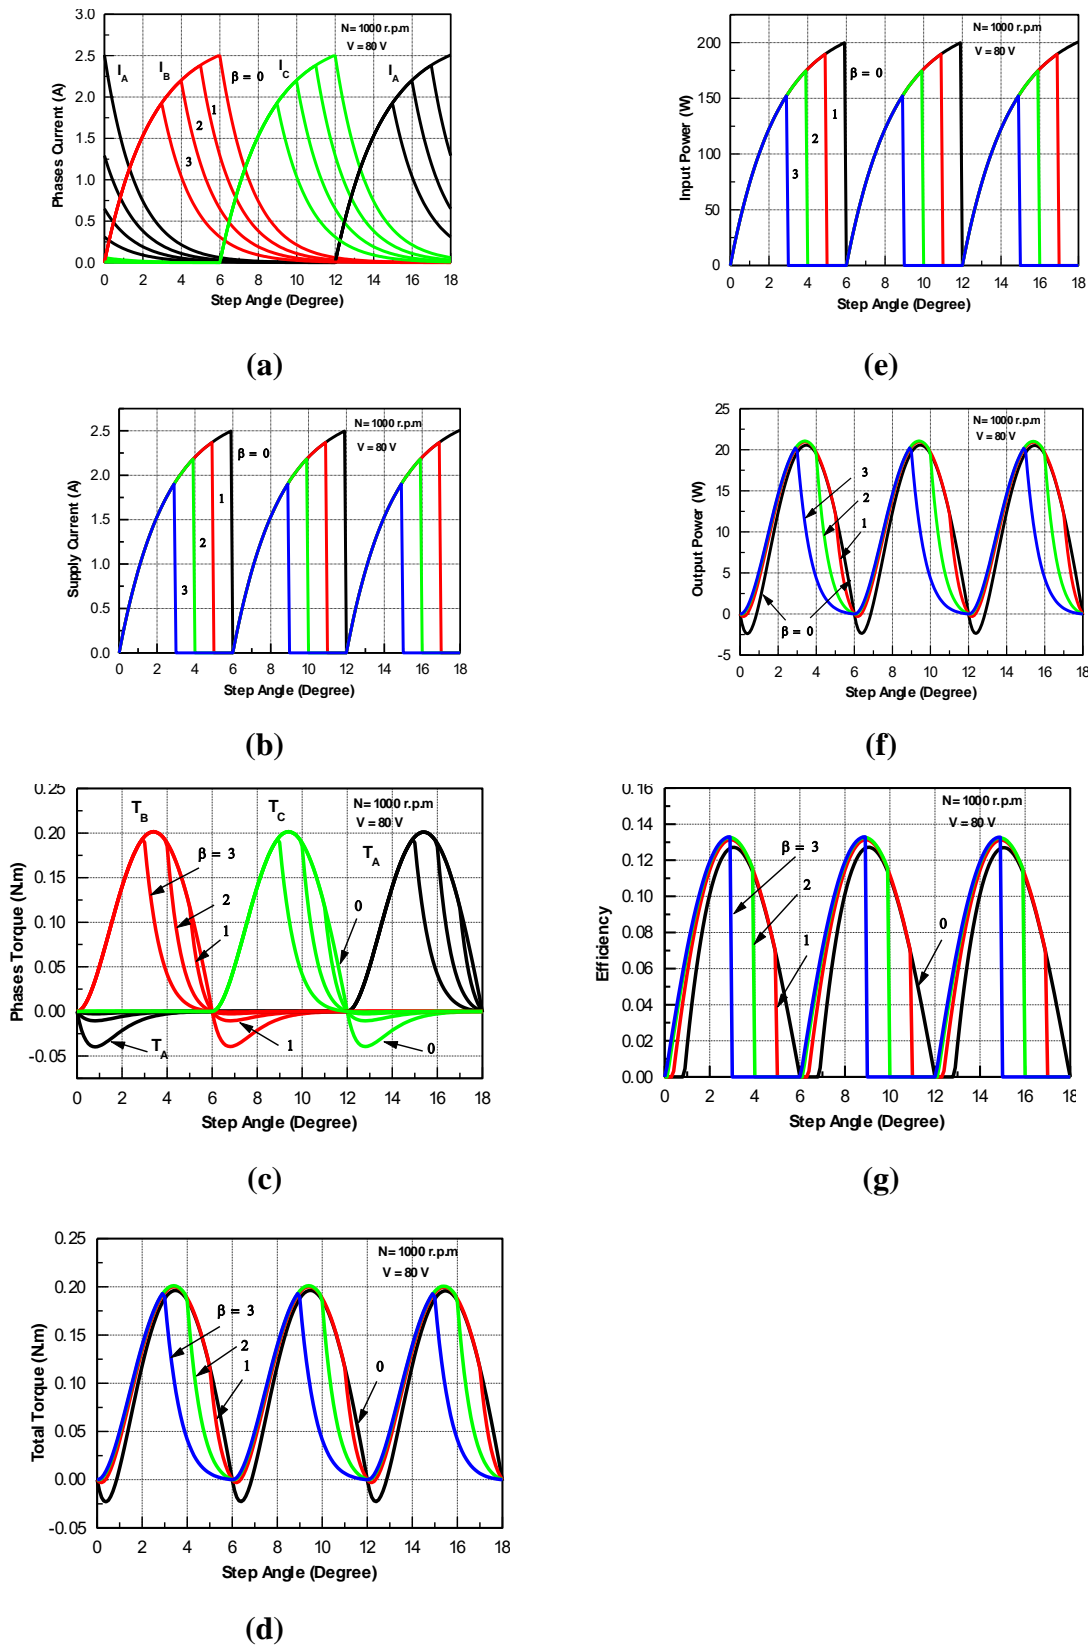 3.0
2.5
2.0
1.5
1.0
0.5
0.0
Phases Current (A)
N= 1000 r.p.m
V = 80 V
I_A
I_B
β = 0
I_C
I_A
1
2
3
0 2 4 6 8 10 12 14 16 18
Step Angle (Degree)
(a)
200
150
100
50
0
Input Power (W)
N= 1000 r.p.m
V = 80 V
β = 0
1
2
3
0 2 4 6 8 10 12 14 16 18
Step Angle (Degree)
(e)
2.5
2.0
1.5
1.0
0.5
0.0
Supply Current (A)
N= 1000 r.p.m
V = 80 V
β = 0
1
2
3
0 2 4 6 8 10 12 14 16 18
Step Angle (Degree)
(b)
25
20
15
10
5
0
-5
Output Power (W)
N= 1000 r.p.m
V = 80 V
3
2
1
β = 0
0 2 4 6 8 10 12 14 16 18
Step Angle (Degree)
(f)
0.25
0.20
0.15
0.10
0.05
0.00
-0.05
Phases Torque (N.m)
N= 1000 r.p.m
V = 80 V
T_B
T_C
T_A
β = 3
2
0
1
T_A
1
0
0 2 4 6 8 10 12 14 16 18
Step Angle (Degree)
(c)
0.16
0.14
0.12
0.10
0.08
0.06
0.04
0.02
0.00
Efficiency
N= 1000 r.p.m
V = 80 V
β = 3
2
0
1
0 2 4 6 8 10 12 14 16 18
Step Angle (Degree)
(g)
0.25
0.20
0.15
0.10
0.05
0.00
-0.05
Total Torque (N.m)
N= 1000 r.p.m
V = 80 V
β = 3
2
1
0
0 2 4 6 8 10 12 14 16 18
Step Angle (Degree)
(d)